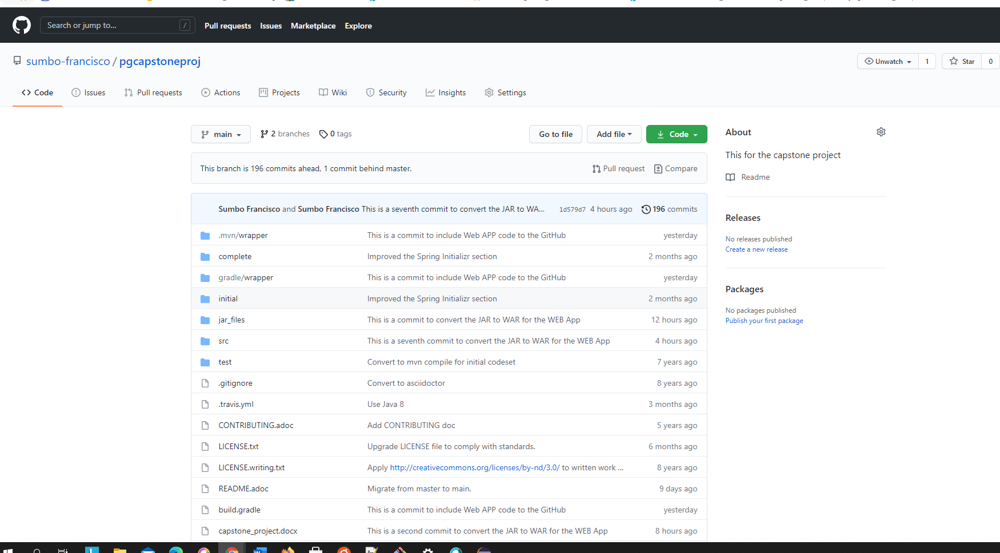 Search or jump to... / Pull requests Issues Marketplace Explore
sumbo-francisco / pgcapstoneproj Unwatch 1 Star 0
Code Issues Pull requests Actions Projects Wiki Security Insights Settings
main 2 branches 0 tags Go to file Add file Code
This branch is 196 commits ahead, 1 commit behind master. Pull request Compare
Sumbo Francisco and Sumbo Francisco This is a seventh commit to convert the JAR to WA... 1d579d7 4 hours ago 196 commits
.mvn/wrapper This is a commit to include Web APP code to the GitHub yesterday
complete Improved the Spring Initializr section 2 months ago
gradle/wrapper This is a commit to include Web APP code to the GitHub yesterday
initial Improved the Spring Initializr section 2 months ago
jar_files This is a commit to convert the JAR to WAR for the WEB App 12 hours ago
src This is a seventh commit to convert the JAR to WAR for the WEB App 4 hours ago
test Convert to mvn compile for initial codeset 7 years ago
.gitignore Convert to asciidoctor 8 years ago
.travis.yml Use Java 8 3 months ago
CONTRIBUTING.adoc Add CONTRIBUTING doc 5 years ago
LICENSE.txt Upgrade LICENSE file to comply with standards. 6 months ago
LICENSE.writing.txt Apply http://creativecommons.org/licenses/by-nd/3.0/ to written work ... 8 years ago
README.adoc Migrate from master to main. 9 days ago
build.gradle This is a commit to include Web APP code to the GitHub yesterday
capstone_project.docx This is a second commit to convert the JAR to WAR for the WEB App 8 hours ago
About
This for the capstone project
Readme
Releases
No releases published
Create a new release
Packages
No packages published
Publish your first package